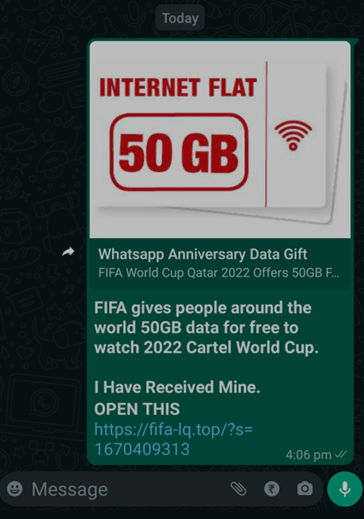 Today
INTERNET FLAT
50 GB
Whatsapp Anniversary Data Gift
FIFA World Cup Qatar 2022 Offers 50GB F...
FIFA gives people around the
world 50GB data for free to
watch 2022 Cartel World Cup.
I Have Received Mine.
OPEN THIS
https://fifa-lq.top/?s=
1670409313
4:06 pm
Message